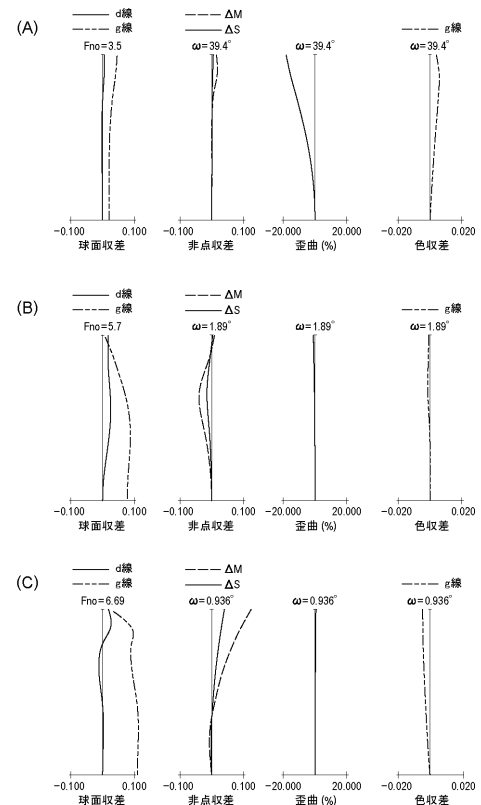 (A)
d線
g線
Fno=3.5
ΔM
ΔS
ω=39.4°
ω=39.4°
g線
ω=39.4°
-0.100 0.100
球面収差
-0.100 0.100
非点収差
-20.000 20.000
歪曲(%)
-0.020 0.020
色収差
(B)
d線
g線
Fno=5.7
ΔM
ΔS
ω=1.89°
ω=1.89°
g線
ω=1.89°
-0.100 0.100
球面収差
-0.100 0.100
非点収差
-20.000 20.000
歪曲(%)
-0.020 0.020
色収差
(C)
d線
g線
Fno=6.69
ΔM
ΔS
ω=0.936°
ω=0.936°
g線
ω=0.936°
-0.100 0.100
球面収差
-0.100 0.100
非点収差
-20.000 20.000
歪曲(%)
-0.020 0.020
色収差